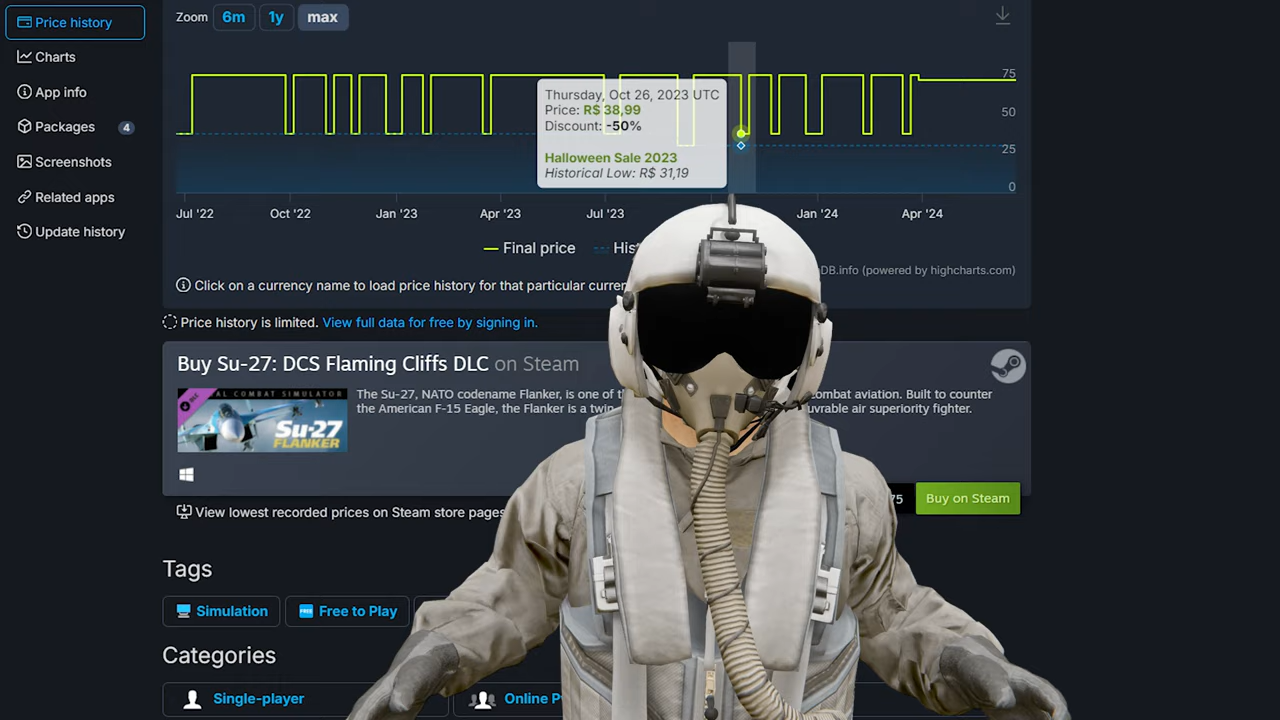 Price history
Charts
App info
Packages 4
Screenshots
Related apps
Update history
Zoom 6m 1y max
75
50
25
0
Thursday, Oct 26, 2023 UTC
Price: R$ 38,99
Discount: -50%
Halloween Sale 2023
Historical Low: R$ 31,19
Jul '22 Oct '22 Jan '23 Apr '23 Jul '23 Jan '24 Apr '24
Final price
DB.info (powered by highcharts.com)
Click on a currency name to load price history for that particular
Price history is limited. View full data for free by signing in.
Buy Su-27: DCS Flaming Cliffs DLC on Steam
The Su-27, NATO codename Flanker, is one of combat aviation. Built to counter
the American F-15 Eagle, the Flanker is a twin air superiority fighter.
Su-27
FLANKER
75 Buy on Steam
View lowest recorded prices on Steam store pages
Tags
Simulation Free to Play
Categories
Single-player Online